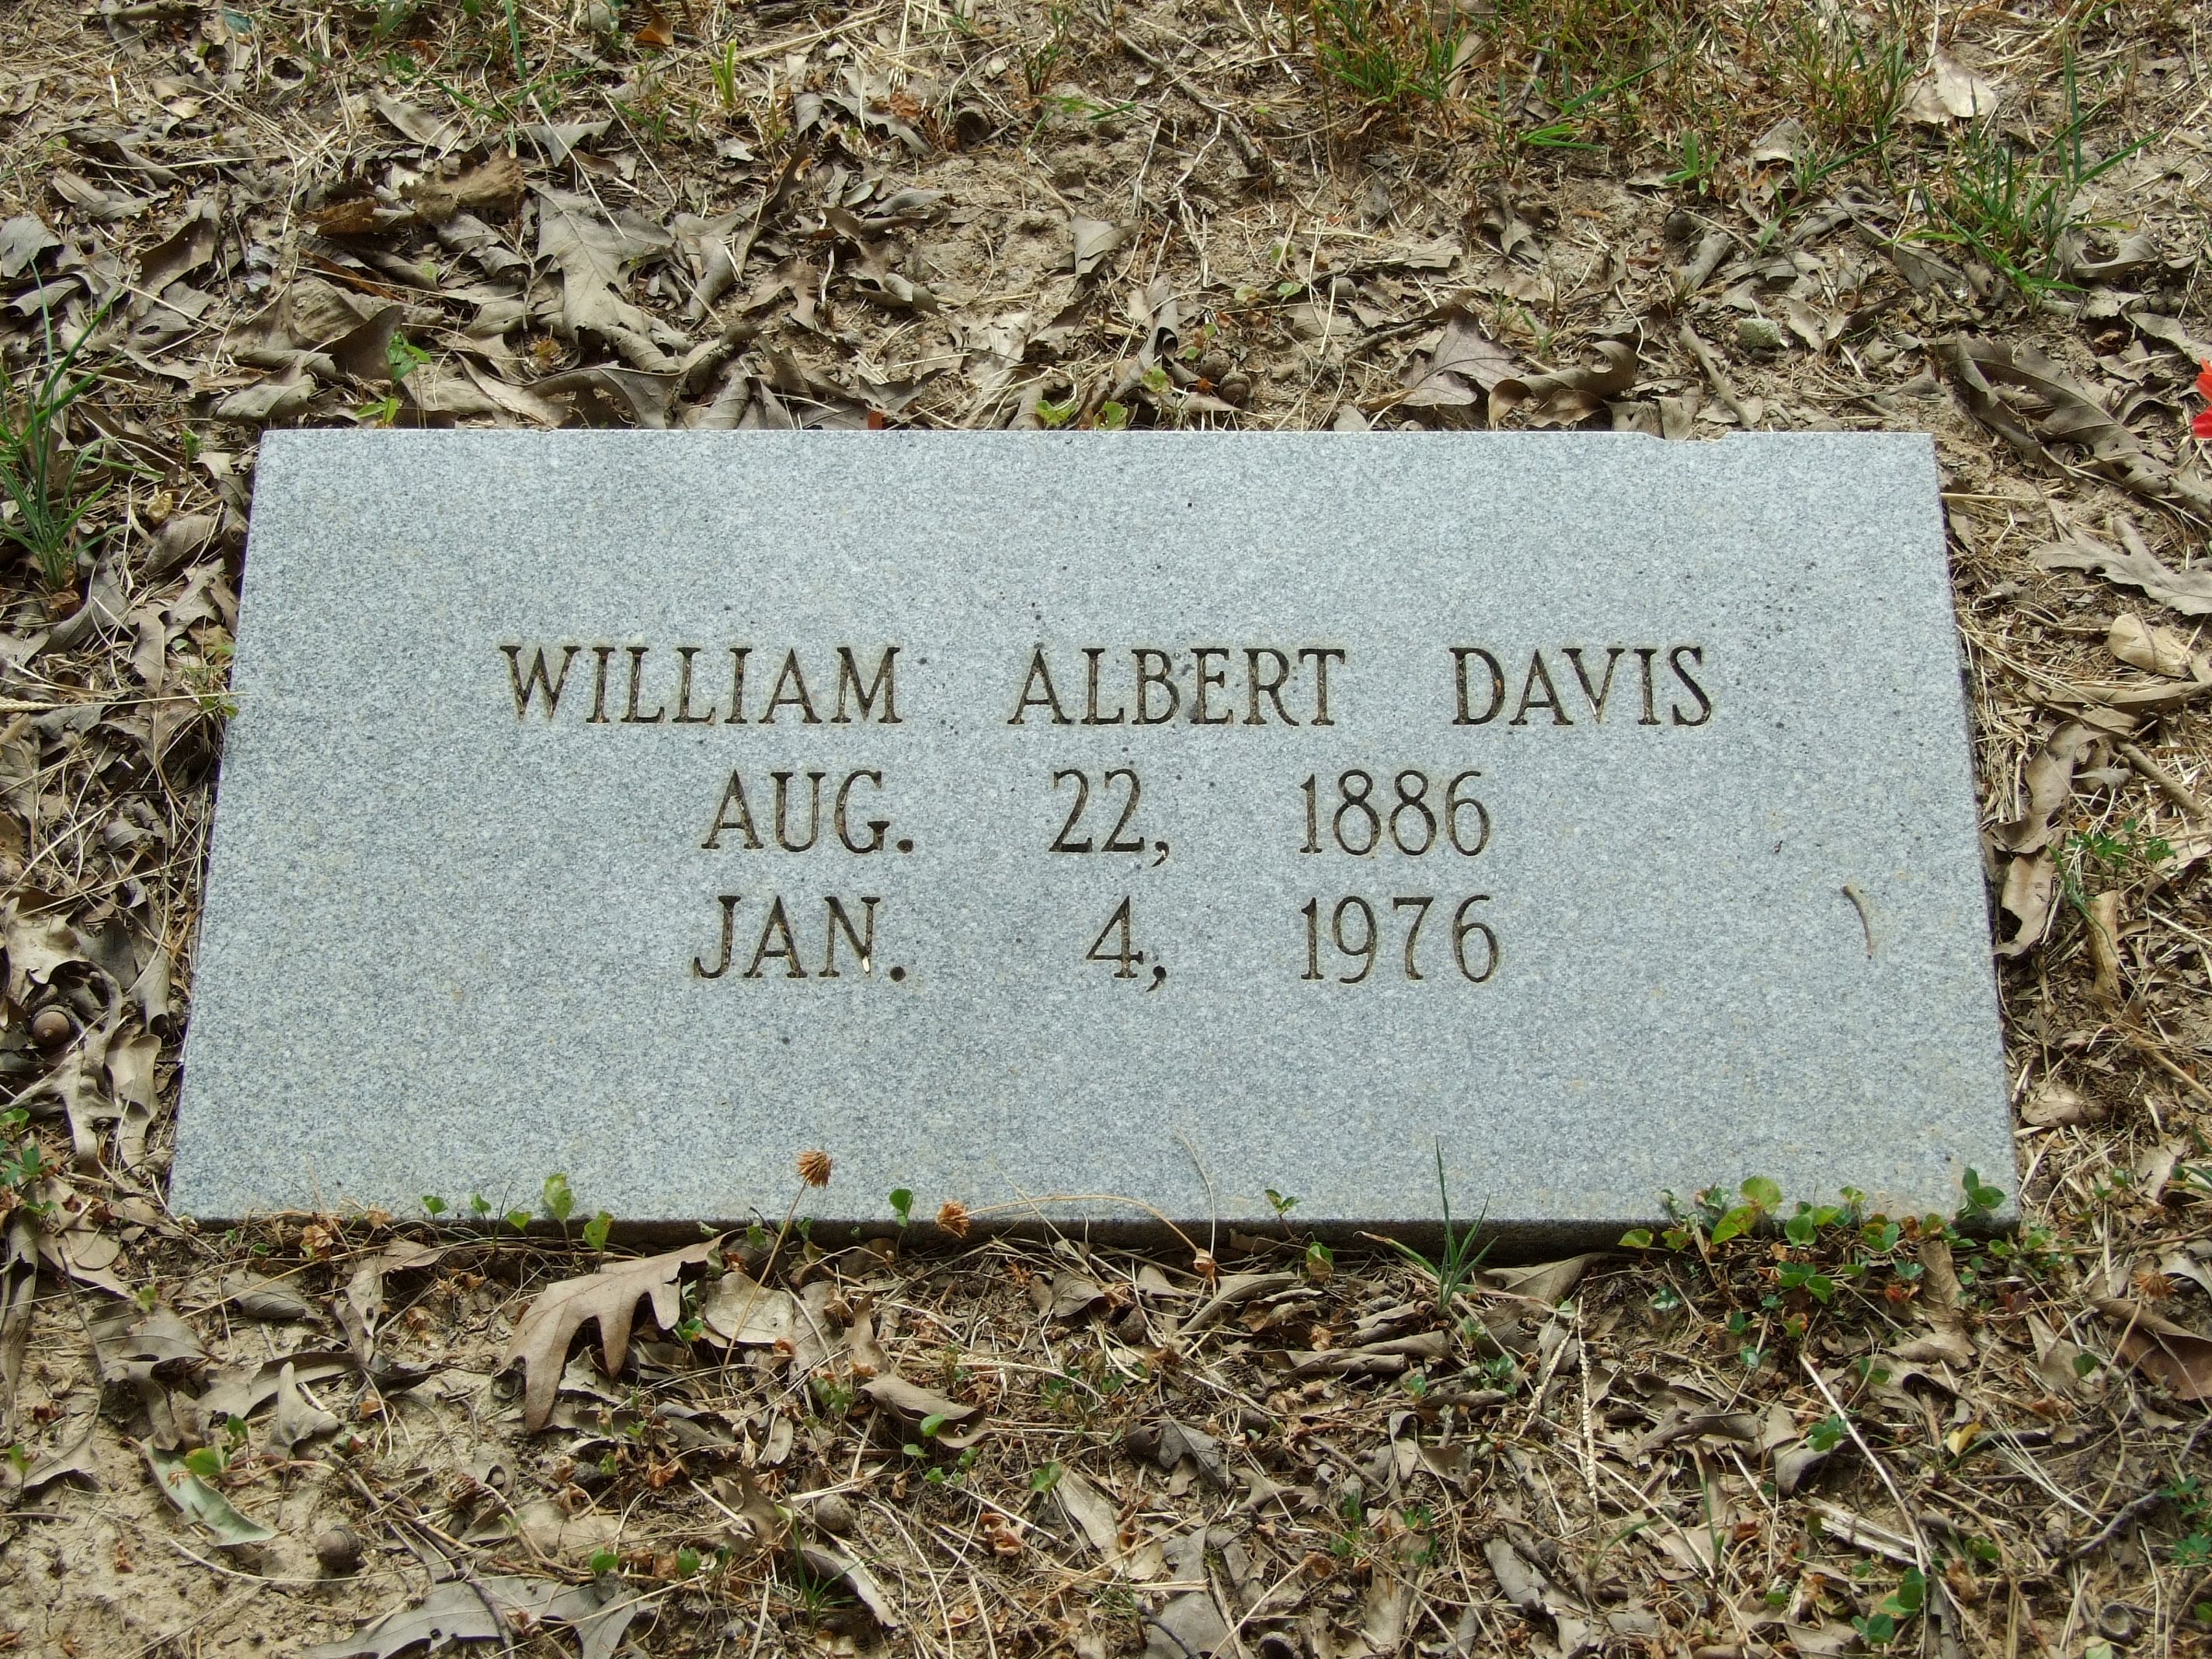 WILLIAM ALBERT DAVIS
AUG. 22, 1886
JAN. 4, 1976